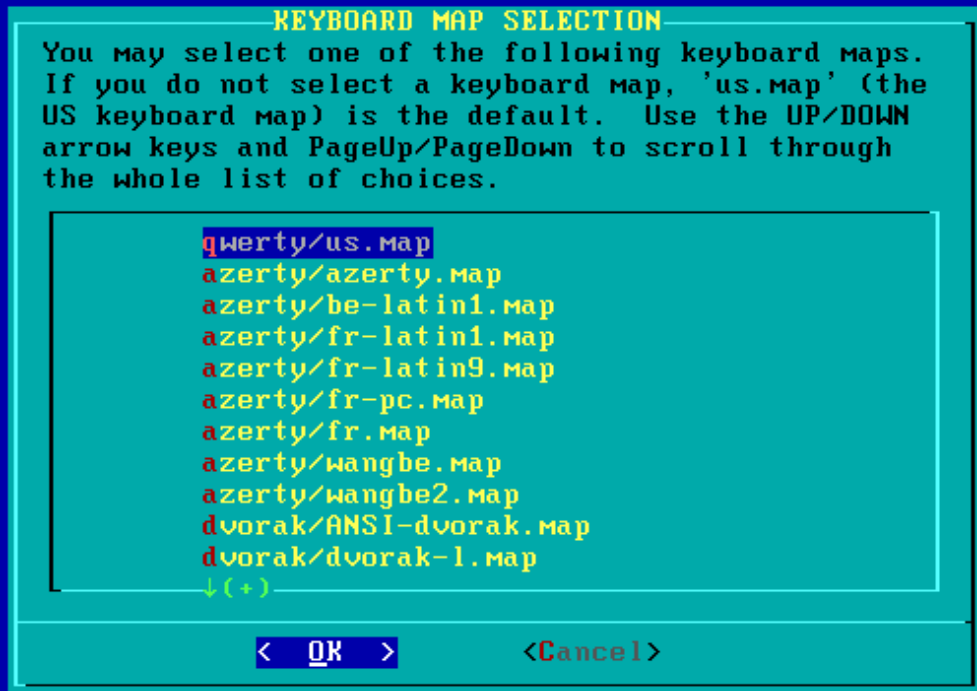 KEYBOARD MAP SELECTION
You may select one of the following keyboard maps.
If you do not select a keyboard map, 'us.map' (the
US keyboard map) is the default.  Use the UP/DOWN
arrow keys and PageUp/PageDown to scroll through
the whole list of choices.
qwerty/us.map
azerty/azerty.map
azerty/be-latin1.map
azerty/fr-latin1.map
azerty/fr-latin9.map
azerty/fr-pc.map
azerty/fr.map
azerty/wangbe.map
azerty/wangbe2.map
dvorak/ANSI-dvorak.map
dvorak/dvorak-l.map
↓(+)
<  OK  > <Cancel>